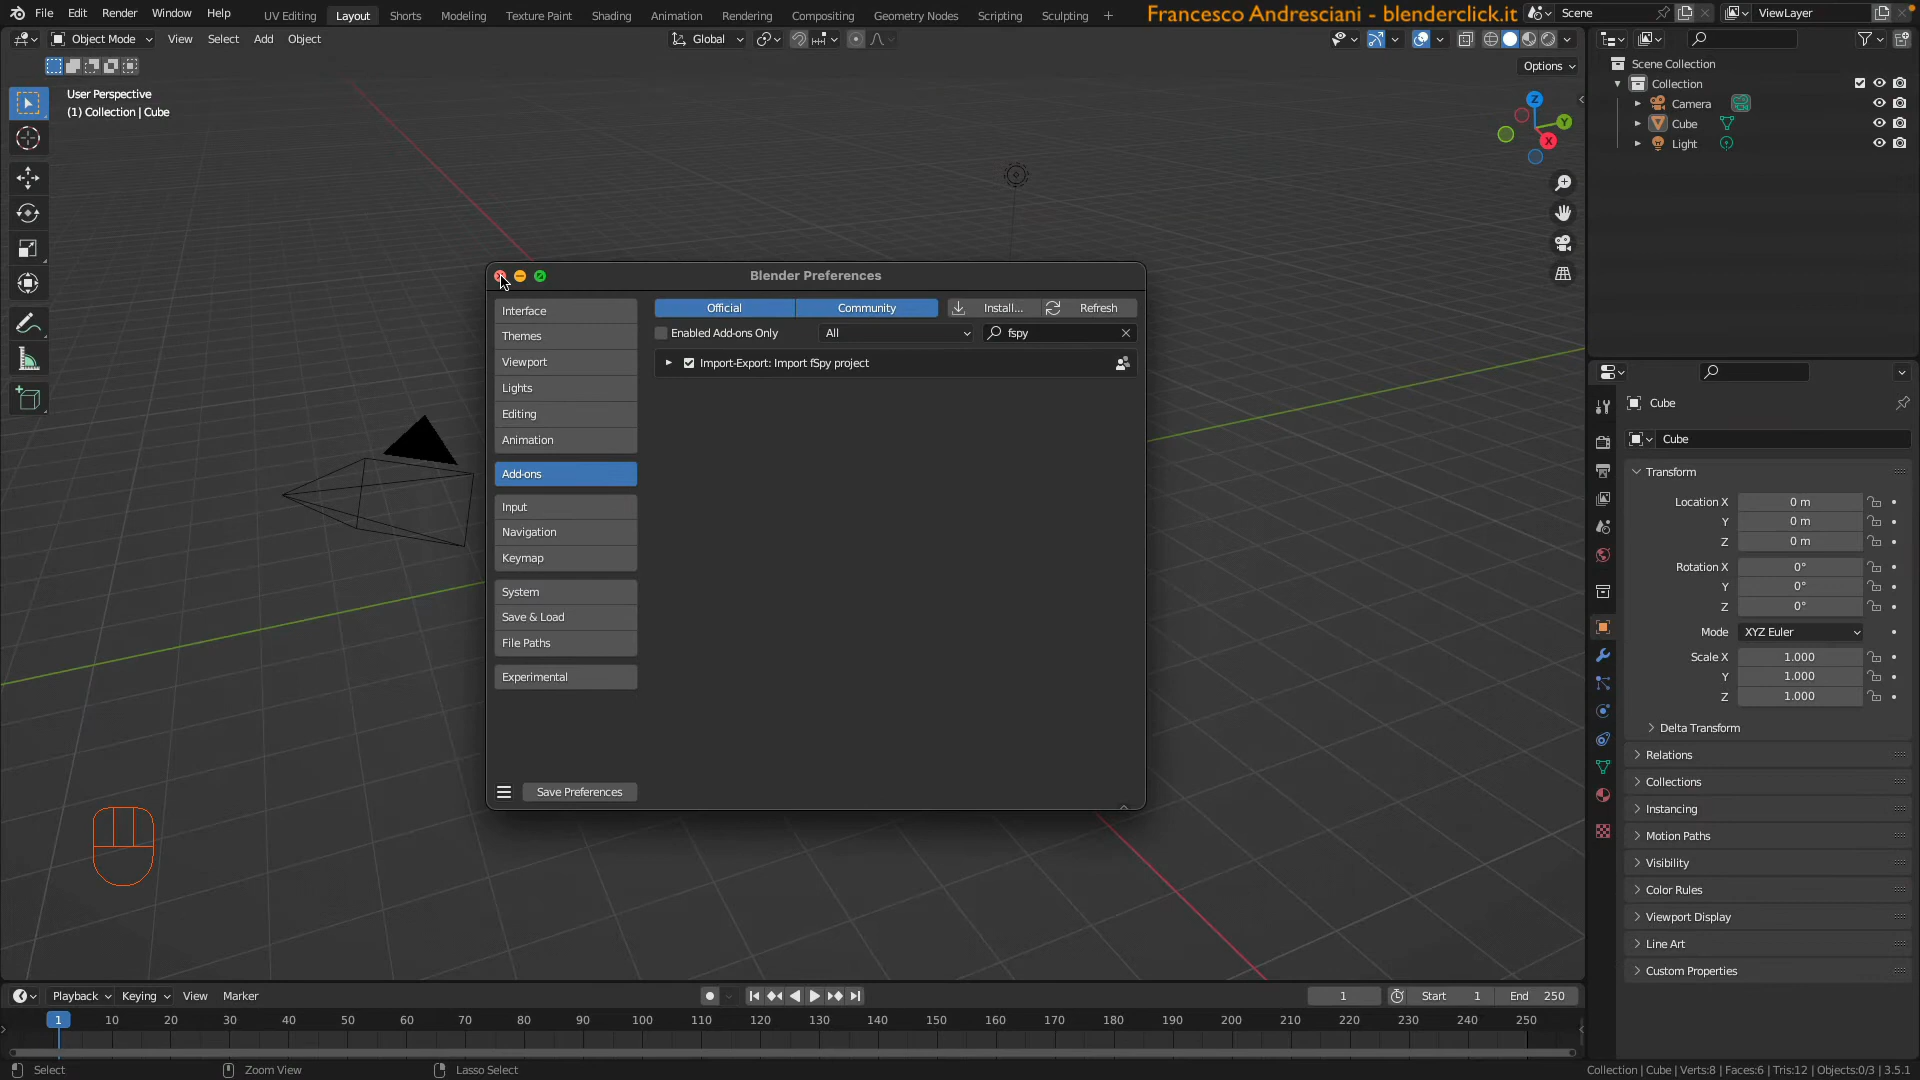 File Edit Render Window Help UV Editing Layout Shorts Modeling Texture Paint Shading Animation Rendering Compositing Geometry Nodes Scripting Sculpting + Francesco Andresciani - blenderclick.it Scene ViewLayer
Object Mode View Select Add Object Global
Options
User Perspective
(1) Collection | Cube
Z
Y
X
Scene Collection
Collection
Camera
Cube
Light
Blender Preferences
Interface
Themes
Viewport
Lights
Editing
Animation
Add-ons
Input
Navigation
Keymap
System
Save & Load
File Paths
Experimental
Save Preferences
Official Community Install... Refresh
Enabled Add-ons Only All fspy
Import-Export: Import fSpy project
Cube
Cube
Transform
Location X 0 m
Y 0 m
Z 0 m
Rotation X 0°
Y 0°
Z 0°
Mode XYZ Euler
Scale X 1.000
Y 1.000
Z 1.000
Delta Transform
Relations
Collections
Instancing
Motion Paths
Visibility
Color Rules
Viewport Display
Line Art
Custom Properties
Playback Keying View Marker 1 Start 1 End 250
1 10 20 30 40 50 60 70 80 90 100 110 120 130 140 150 160 170 180 190 200 210 220 230 240 250
Select Zoom View Lasso Select Collection | Cube | Verts:8 | Faces:6 | Tris:12 | Objects:0/3 | 3.5.1